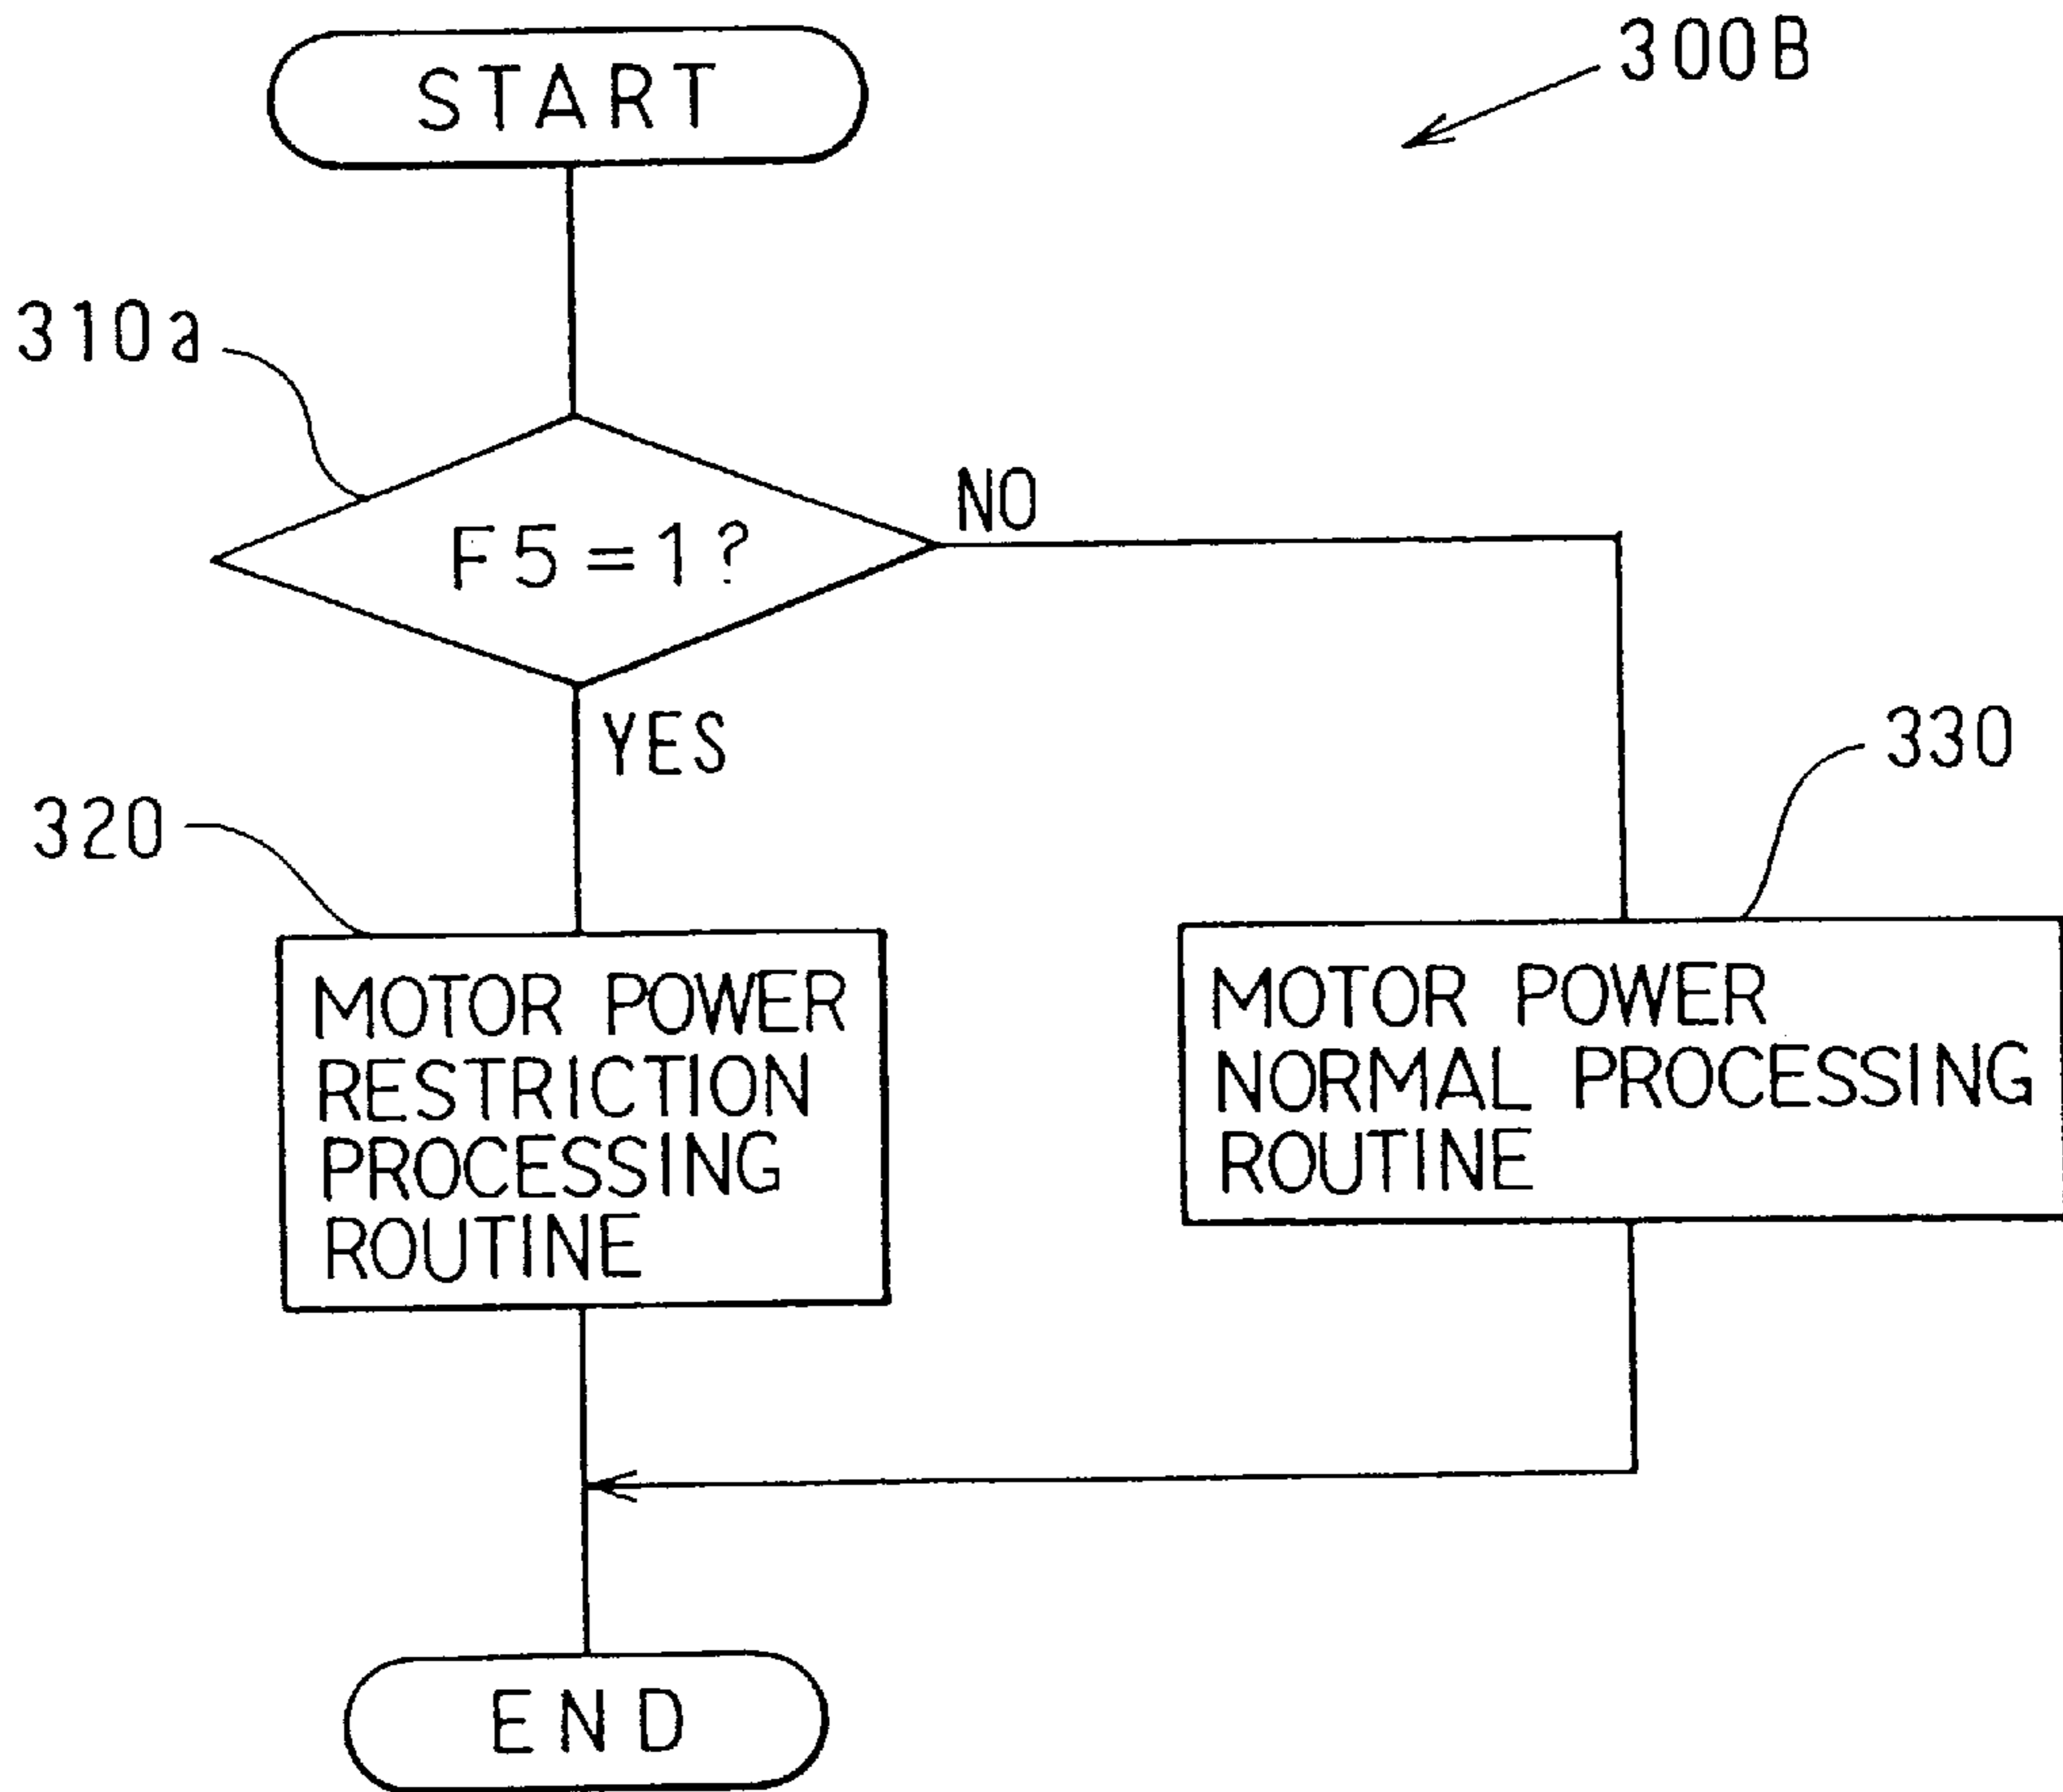 START
300B
310a
F5=1?
NO
YES
320
330
MOTOR POWER
RESTRICTION
PROCESSING
ROUTINE
MOTOR POWER
NORMAL PROCESSING
ROUTINE
END